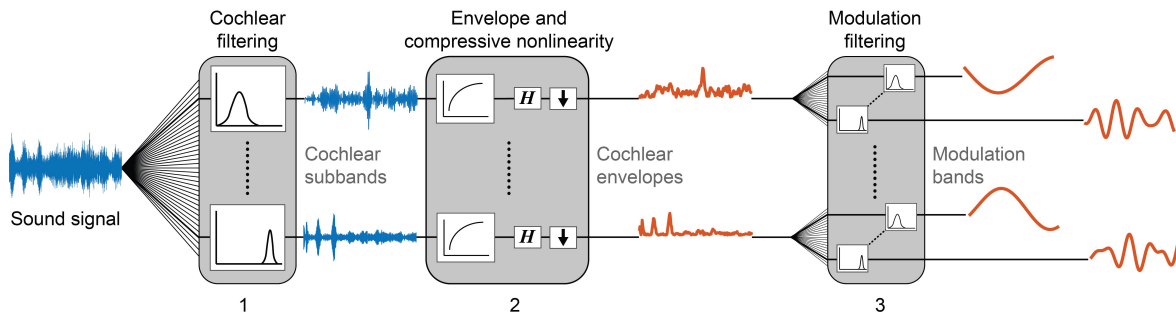 Cochlear
filtering
Envelope and
compressive nonlinearity
Modulation
filtering
H
Cochlear
subbands
Cochlear
envelopes
Modulation
bands
Sound signal
H
1
2
3